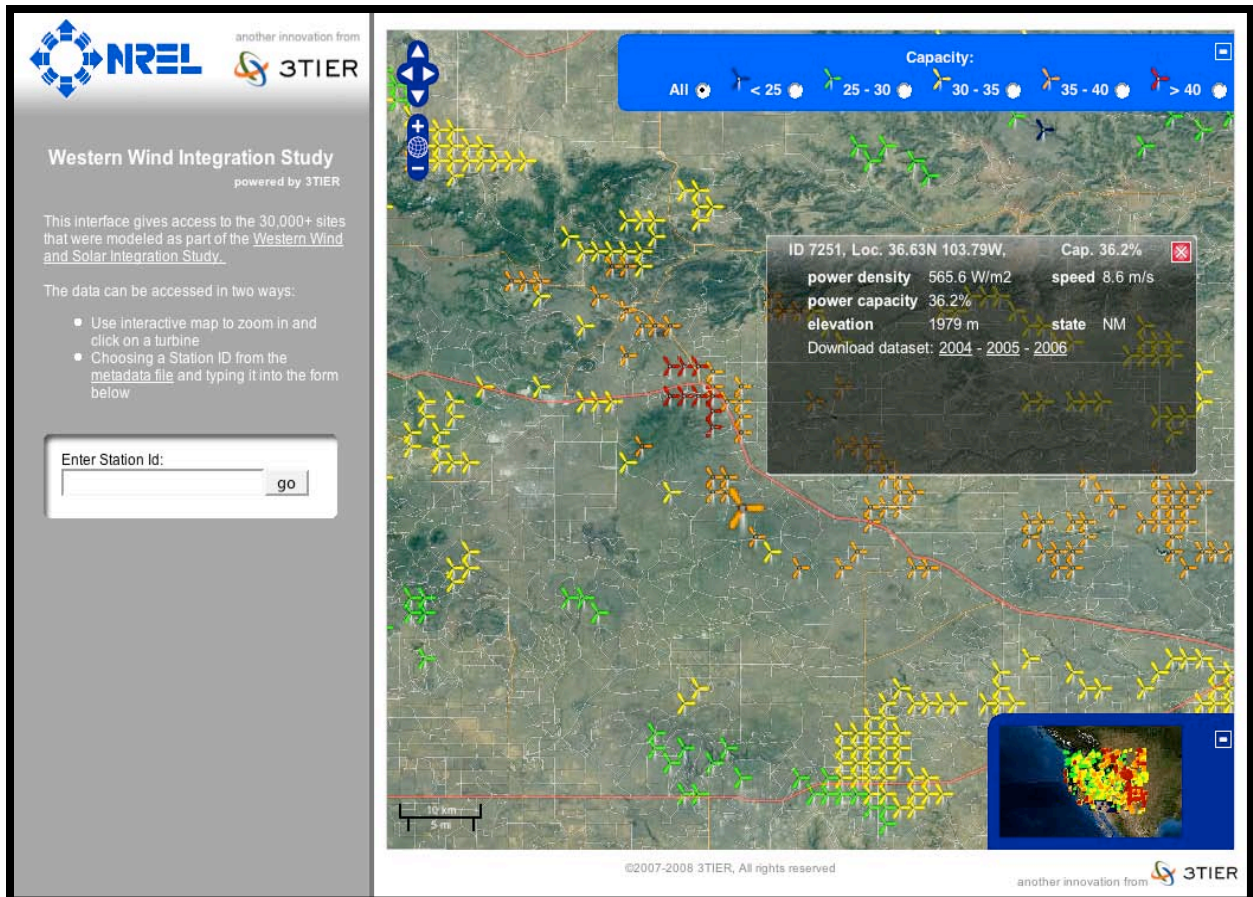 NREL
another innovation from
3TIER
Western Wind Integration Study
powered by 3TIER
This interface gives access to the 30,000+ sites
that were modeled as part of the Western Wind
and Solar Integration Study.
The data can be accessed in two ways:
Use interactive map to zoom in and
click on a turbine
Choosing a Station ID from the
metadata file and typing it into the form
below
Enter Station Id:
go
Capacity:
All < 25 25 - 30 30 - 35 35 - 40 > 40
ID 7251, Loc. 36.63N 103.79W, Cap. 36.2%
power density 565.6 W/m2 speed 8.6 m/s
power capacity 36.2%
elevation 1979 m state NM
Download dataset: 2004 - 2005 - 2006
10 km
5 mi
©2007-2008 3TIER, All rights reserved
another innovation from 3TIER